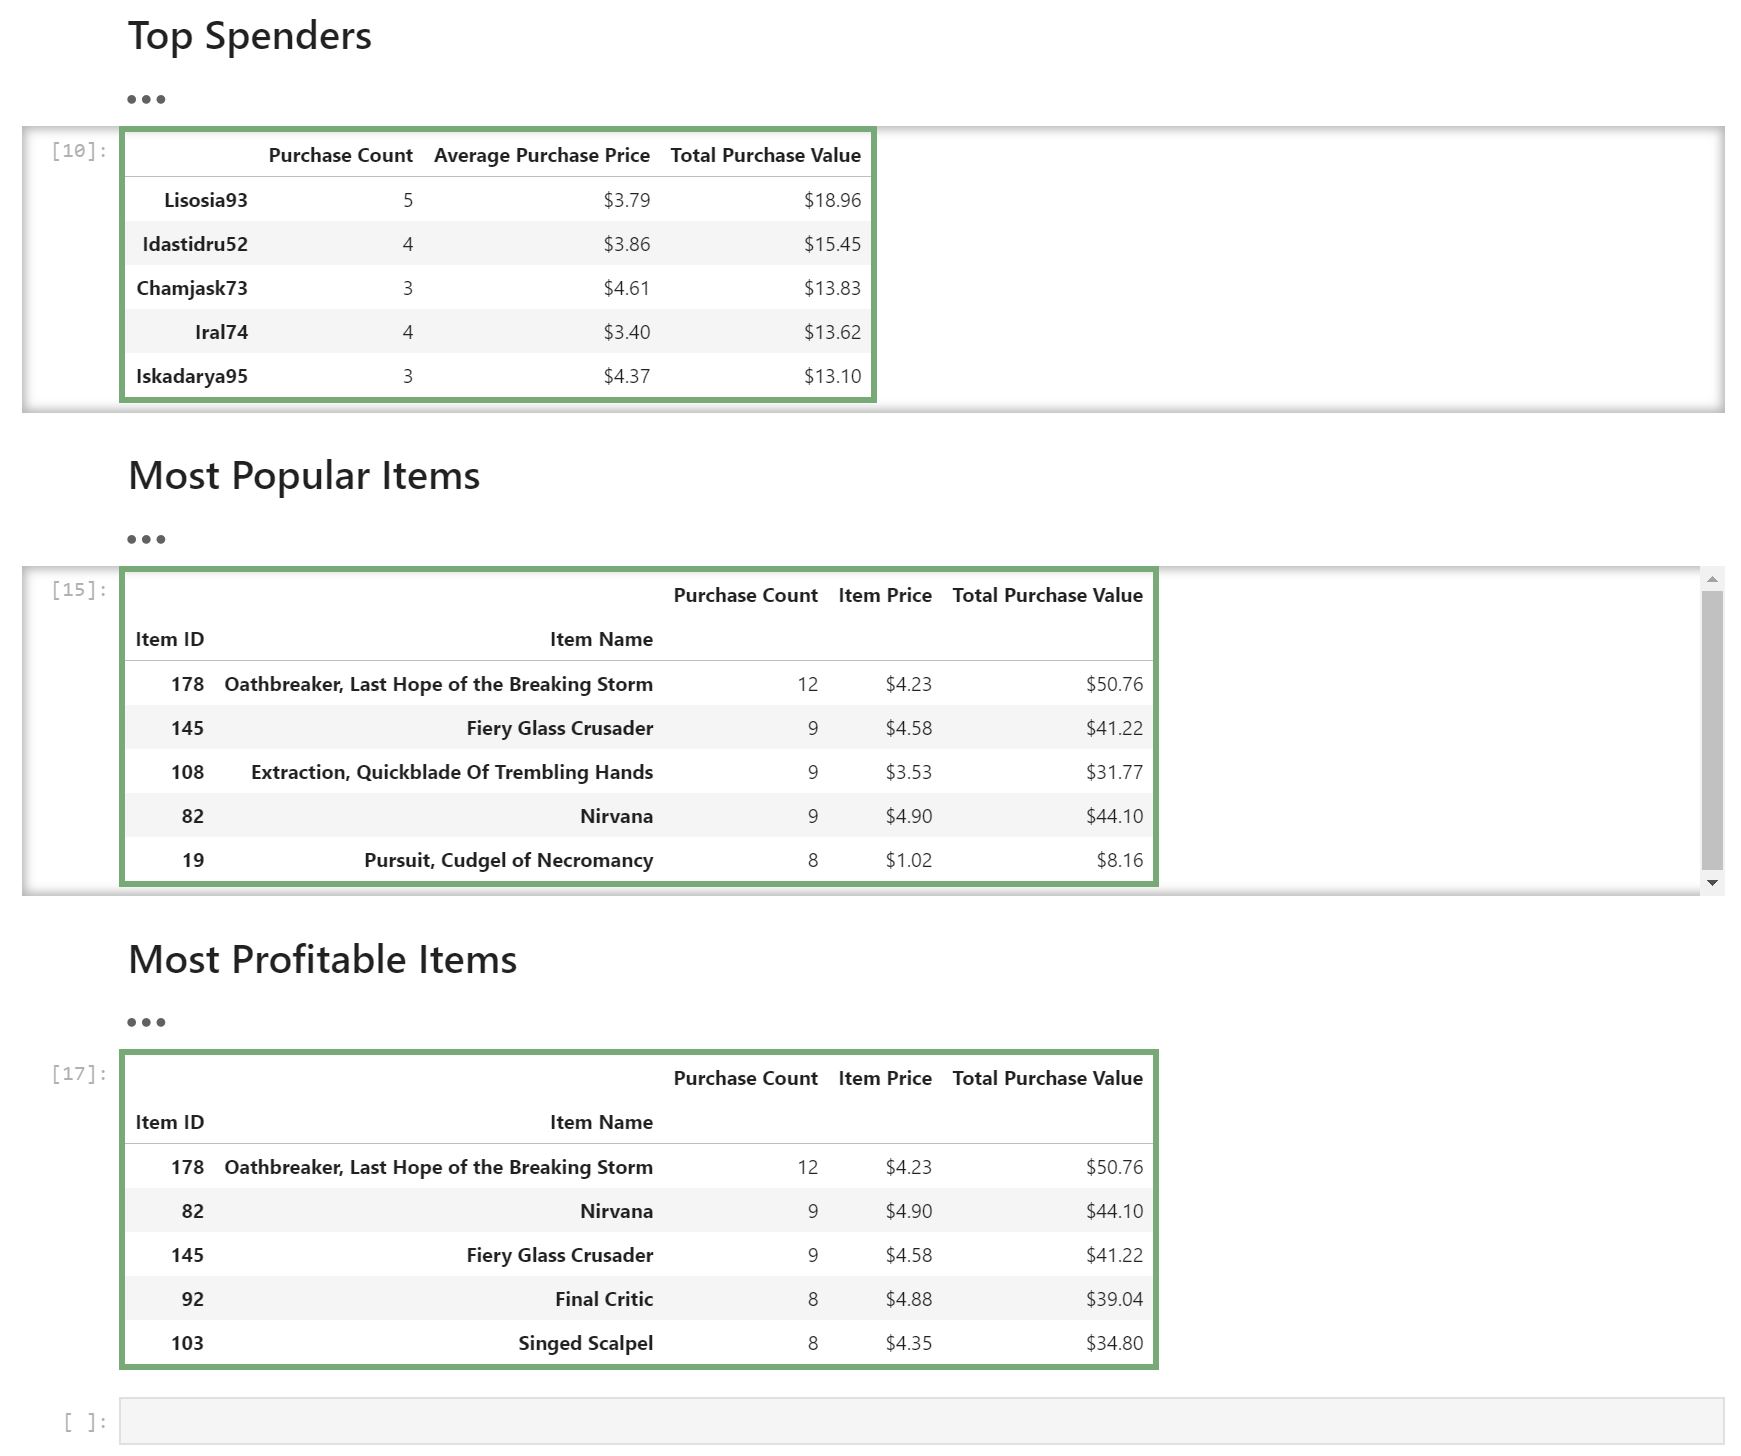 Top Spenders
[10]:
Purchase Count Average Purchase Price Total Purchase Value
Lisosia93 5 $3.79 $18.96
Idastidru52 4 $3.86 $15.45
Chamjask73 3 $4.61 $13.83
Iral74 4 $3.40 $13.62
Iskadarya95 3 $4.37 $13.10
Most Popular Items
[15]:
Purchase Count Item Price Total Purchase Value
Item ID Item Name
178 Oathbreaker, Last Hope of the Breaking Storm 12 $4.23 $50.76
145 Fiery Glass Crusader 9 $4.58 $41.22
108 Extraction, Quickblade Of Trembling Hands 9 $3.53 $31.77
82 Nirvana 9 $4.90 $44.10
19 Pursuit, Cudgel of Necromancy 8 $1.02 $8.16
Most Profitable Items
[17]:
Purchase Count Item Price Total Purchase Value
Item ID Item Name
178 Oathbreaker, Last Hope of the Breaking Storm 12 $4.23 $50.76
82 Nirvana 9 $4.90 $44.10
145 Fiery Glass Crusader 9 $4.58 $41.22
92 Final Critic 8 $4.88 $39.04
103 Singed Scalpel 8 $4.35 $34.80
[ ]: